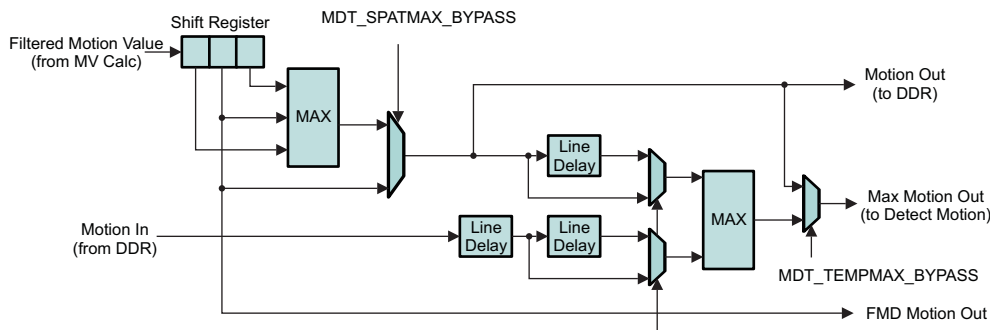 MDT_SPATMAX_BYPASS
Shift Register
Filtered Motion Value
(from MV Calc)
Motion Out
(to DDR)
MAX
Line
Delay
Max Motion Out
(to Detect Motion)
MAX
Motion In
(from DDR)
Line
Delay
Line
Delay
MDT_TEMPMAX_BYPASS
FMD Motion Out